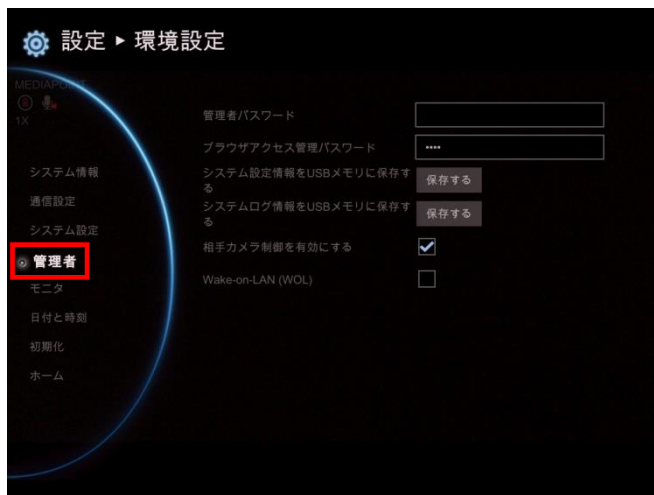 設定 ▸ 環境設定
MEDIAPOINT
1X
管理者パスワード
ブラウザアクセス管理パスワード ••••
システム情報
システム設定情報をUSBメモリに保存す
る
保存する
通信設定
システムログ情報をUSBメモリに保存す
る
保存する
システム設定
相手カメラ制御を有効にする
管理者
Wake-on-LAN (WOL)
モニタ
日付と時刻
初期化
ホーム